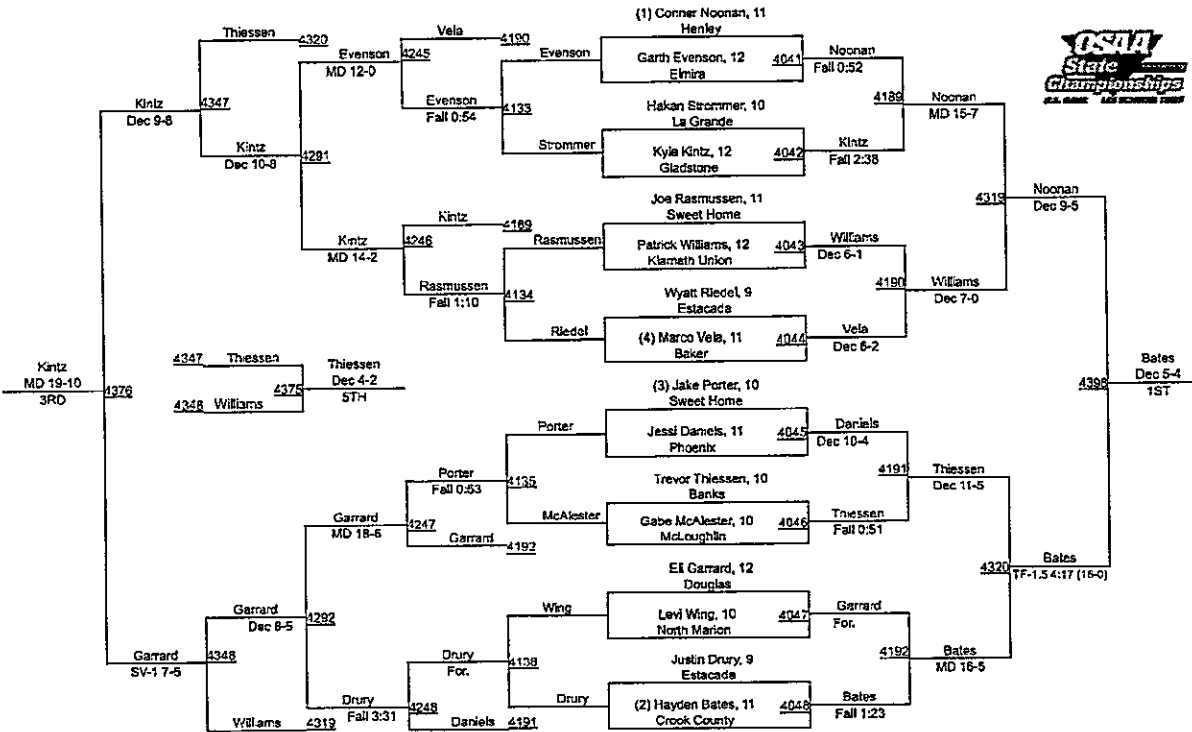 OSAA
State
Championships
(1) Conner Noonan, 11
Henley
Garth Evenson, 12
Elmira
4041
Noonan
Fall 0:52
Hakan Strommer, 10
La Grande
Kyle Kintz, 12
Gladstone
4042
Kintz
Fall 2:38
4189
Noonan
MD 15-7
Joe Rasmussen, 11
Sweet Home
Patrick Williams, 12
Klamath Union
4043
Williams
Dec 6-1
Wyatt Riedel, 9
Estacada
(4) Marco Vela, 11
Baker
4044
Vela
Dec 6-2
4190
Williams
Dec 7-0
4319
Noonan
Dec 9-5
(3) Jake Porter, 10
Sweet Home
Jessi Daniels, 11
Phoenix
4045
Daniels
Dec 10-4
Trevor Thiessen, 10
Banks
Gabe McAlester, 10
McLoughlin
4046
Thiessen
Fall 0:51
4191
Thiessen
Dec 11-5
Eli Garrard, 12
Douglas
Levi Wing, 10
North Marion
4047
Garrard
For.
Justin Drury, 9
Estacada
(2) Hayden Bates, 11
Crook County
4048
Bates
Fall 1:23
4192
Bates
MD 16-5
4320
Bates
TF-1.5 4:17 (16-0)
4398
Bates
Dec 5-4
1ST
Evenson
Strommer
4133
Vela
4190
Evenson
Fall 0:54
4245
Evenson
MD 12-0
Rasmussen
Riedel
4134
Kintz
4189
Rasmussen
Fall 1:10
4246
Kintz
MD 14-2
4291
Kintz
Dec 10-8
Thiessen
4320
4347
Kintz
Dec 9-8
Porter
McAlester
4135
Porter
Fall 0:53
Garrard
4192
4247
Garrard
MD 18-6
Wing
Drury
4136
Drury
For.
Daniels
4191
4248
Drury
Fall 3:31
4292
Garrard
Dec 8-5
Williams
4319
4348
Garrard
SV-1 7-5
4376
Kintz
MD 19-10
3RD
4347
Thiessen
4348
Williams
4375
Thiessen
Dec 4-2
5TH